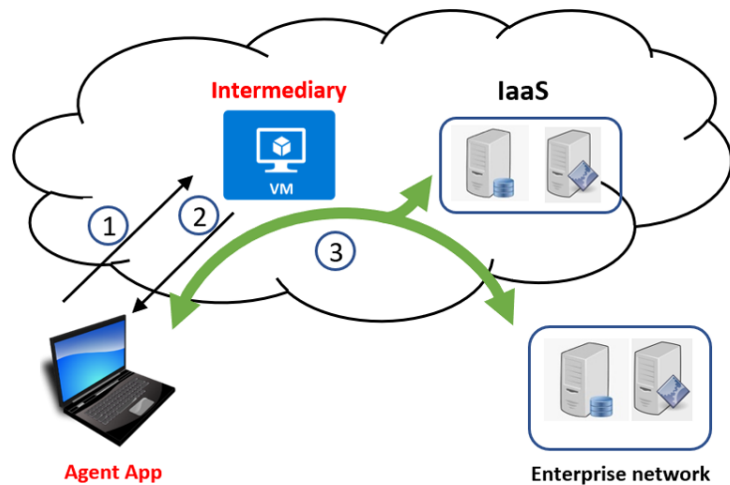 Intermediary
IaaS
VM
1
2
3
Agent App
Enterprise network